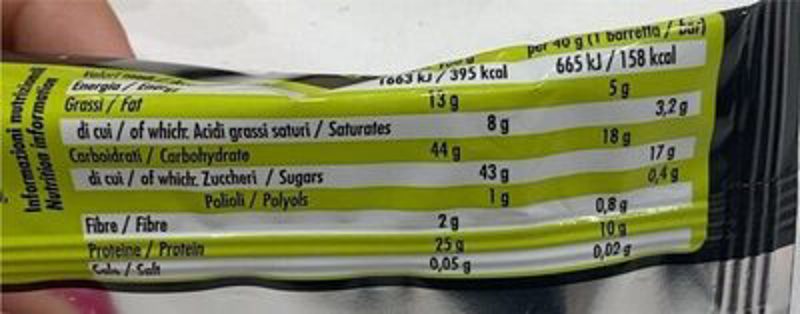 Informazioni nutrizionali
Nutrition information
per 40 g (1 barretta / bar)
Energia / Energy 1663 kJ / 395 kcal 665 kJ / 158 kcal
Grassi / Fat 13 g 5 g
di cui / of which: Acidi grassi saturi / Saturates 8 g 3,2 g
Carboidrati / Carbohydrate 44 g 18 g
di cui / of which: Zuccheri / Sugars 43 g 17 g
Polioli / Polyols 1 g 0,4 g
Fibre / Fibre 2 g 0,8 g
Proteine / Protein 25 g 10 g
Sale / Salt 0,05 g 0,02 g